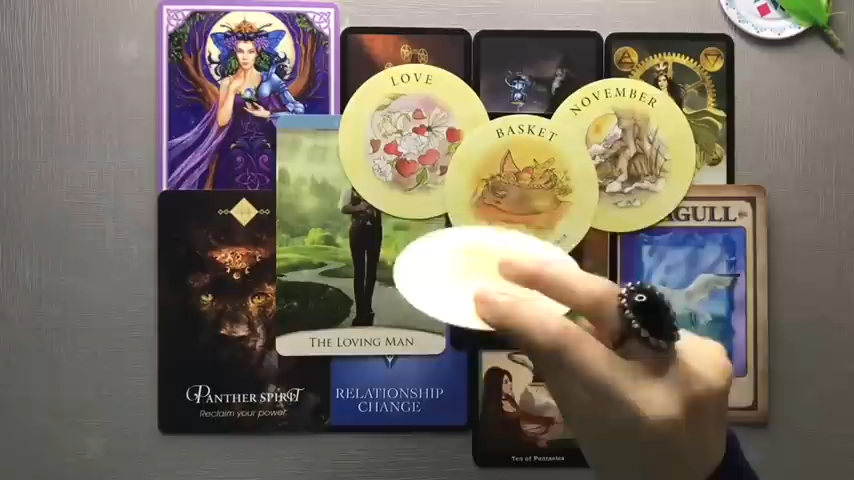 LOVE
BASKET
NOVEMBER
AGULL
THE LOVING MAN
PANTHER SPIRIT
Reclaim your power
RELATIONSHIP
CHANGE
Ten of Pentacles